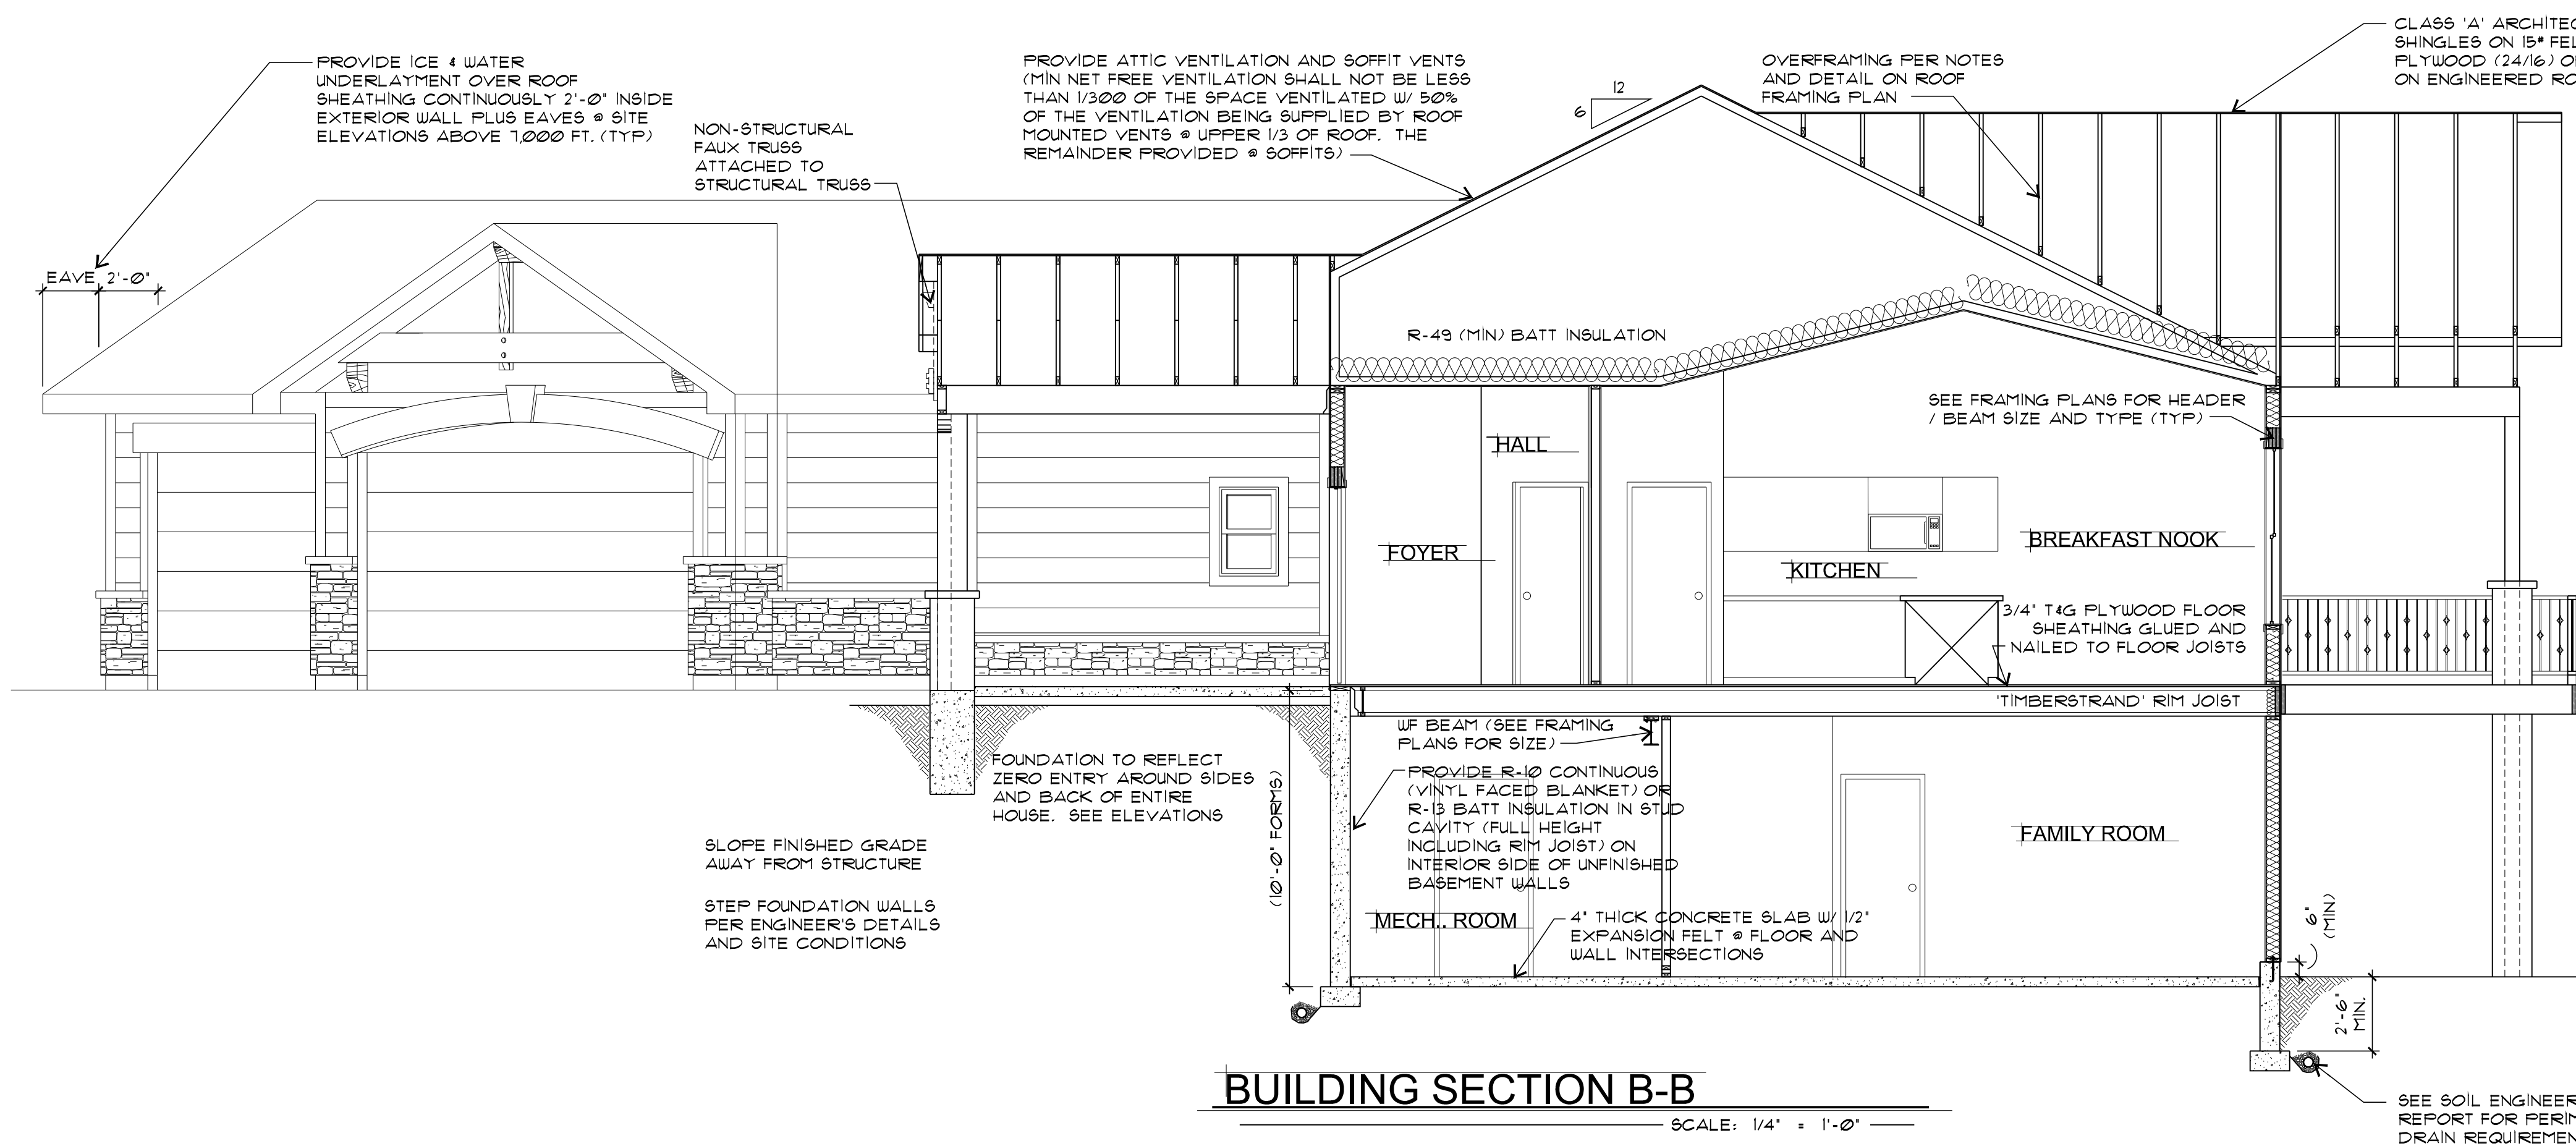 PROVIDE ICE & WATER
UNDERLAYMENT OVER ROOF
SHEATHING CONTINUOUSLY 2'-0" INSIDE
EXTERIOR WALL PLUS EAVES @ SITE
ELEVATIONS ABOVE 7,000 FT. (TYP)
EAVE 2'-0"
NON-STRUCTURAL
FAUX TRUSS
ATTACHED TO
STRUCTURAL TRUSS
PROVIDE ATTIC VENTILATION AND SOFFIT VENTS
(MIN NET FREE VENTILATION SHALL NOT BE LESS
THAN 1/300 OF THE SPACE VENTILATED W/ 50%
OF THE VENTILATION BEING SUPPLIED BY ROOF
MOUNTED VENTS @ UPPER 1/3 OF ROOF. THE
REMAINDER PROVIDED @ SOFFITS)
12
6
OVERFRAMING PER NOTES
AND DETAIL ON ROOF
FRAMING PLAN
CLASS 'A'
SHINGLES ON 15#
PLYWOOD (24/16)
ON ENGINEERED
R-49 (MIN) BATT INSULATION
SEE FRAMING PLANS FOR HEADER
/ BEAM SIZE AND TYPE (TYP)
HALL
FOYER
KITCHEN
BREAKFAST NOOK
3/4" T&G PLYWOOD FLOOR
SHEATHING GLUED AND
NAILED TO FLOOR JOISTS
'TIMBERSTRAND' RIM JOIST
WF BEAM (SEE FRAMING
PLANS FOR SIZE)
FOUNDATION TO REFLECT
ZERO ENTRY AROUND SIDES
AND BACK OF ENTIRE
HOUSE. SEE ELEVATIONS
(10'-0" FORMS)
PROVIDE R-10 CONTINUOUS
(VINYL FACED BLANKET) OR
R-13 BATT INSULATION IN STUD
CAVITY (FULL HEIGHT
INCLUDING RIM JOIST) ON
INTERIOR SIDE OF UNFINISHED
BASEMENT WALLS
FAMILY ROOM
SLOPE FINISHED GRADE
AWAY FROM STRUCTURE
STEP FOUNDATION WALLS
PER ENGINEER'S DETAILS
AND SITE CONDITIONS
MECH.. ROOM
4" THICK CONCRETE SLAB W/ 1/2"
EXPANSION FELT @ FLOOR AND
WALL INTERSECTIONS
6"
(MIN)
2'-6"
MIN.
BUILDING SECTION B-B
SCALE: 1/4" = 1'-0"
SEE SOIL ENGINEER
REPORT FOR
DRAIN